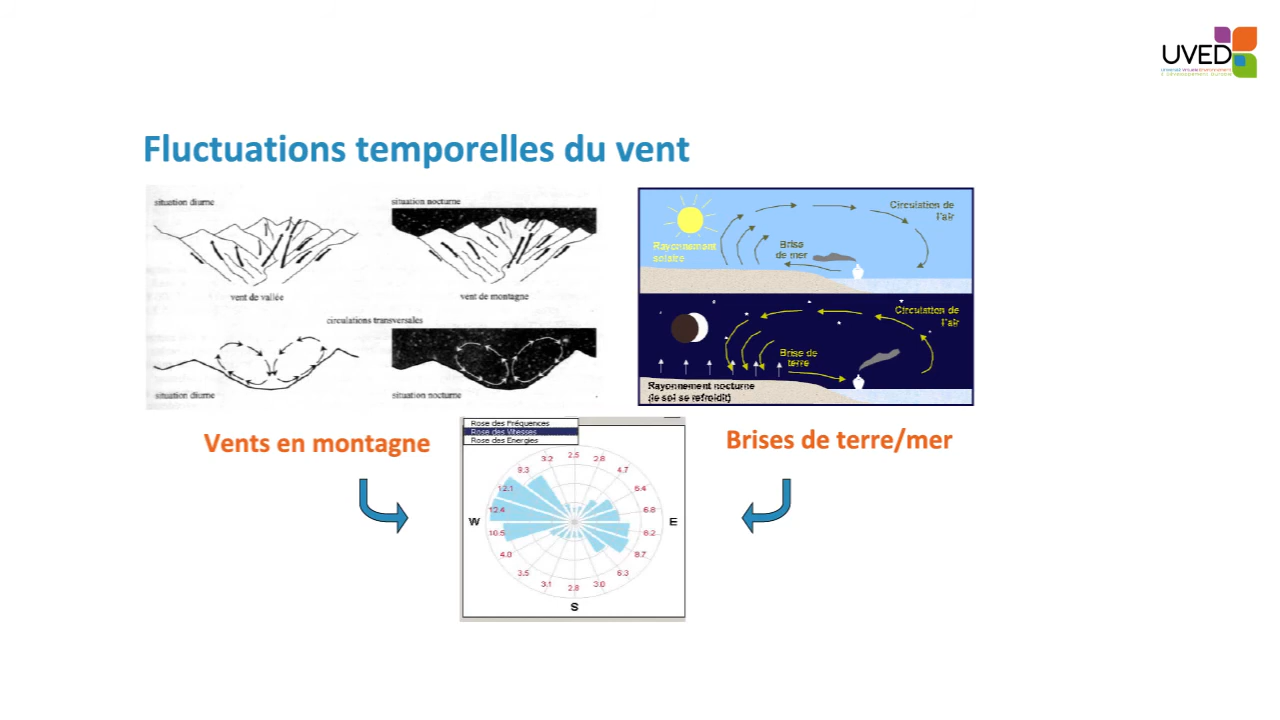 UVED
Fluctuations temporelles du vent
situation diurne
situation nocturne
vent de vallée
vent de montagne
circulations transversales
situation diurne
situation nocturne
Circulation de
l'air
Rayonnement
solaire
Brise
de mer
Circulation de
l'air
Brise de
terre
Rayonnement nocturne
(le sol se refroidit)
Vents en montagne
Brises de terre/mer
Rose des Fréquences
Rose des Vitesses
Rose des Energies
2.5
2.8
4.7
6.4
6.8
6.2
8.7
6.3
3.0
2.8
3.1
3.5
4.0
10.5
12.4
12.1
9.3
3.2
W
E
S